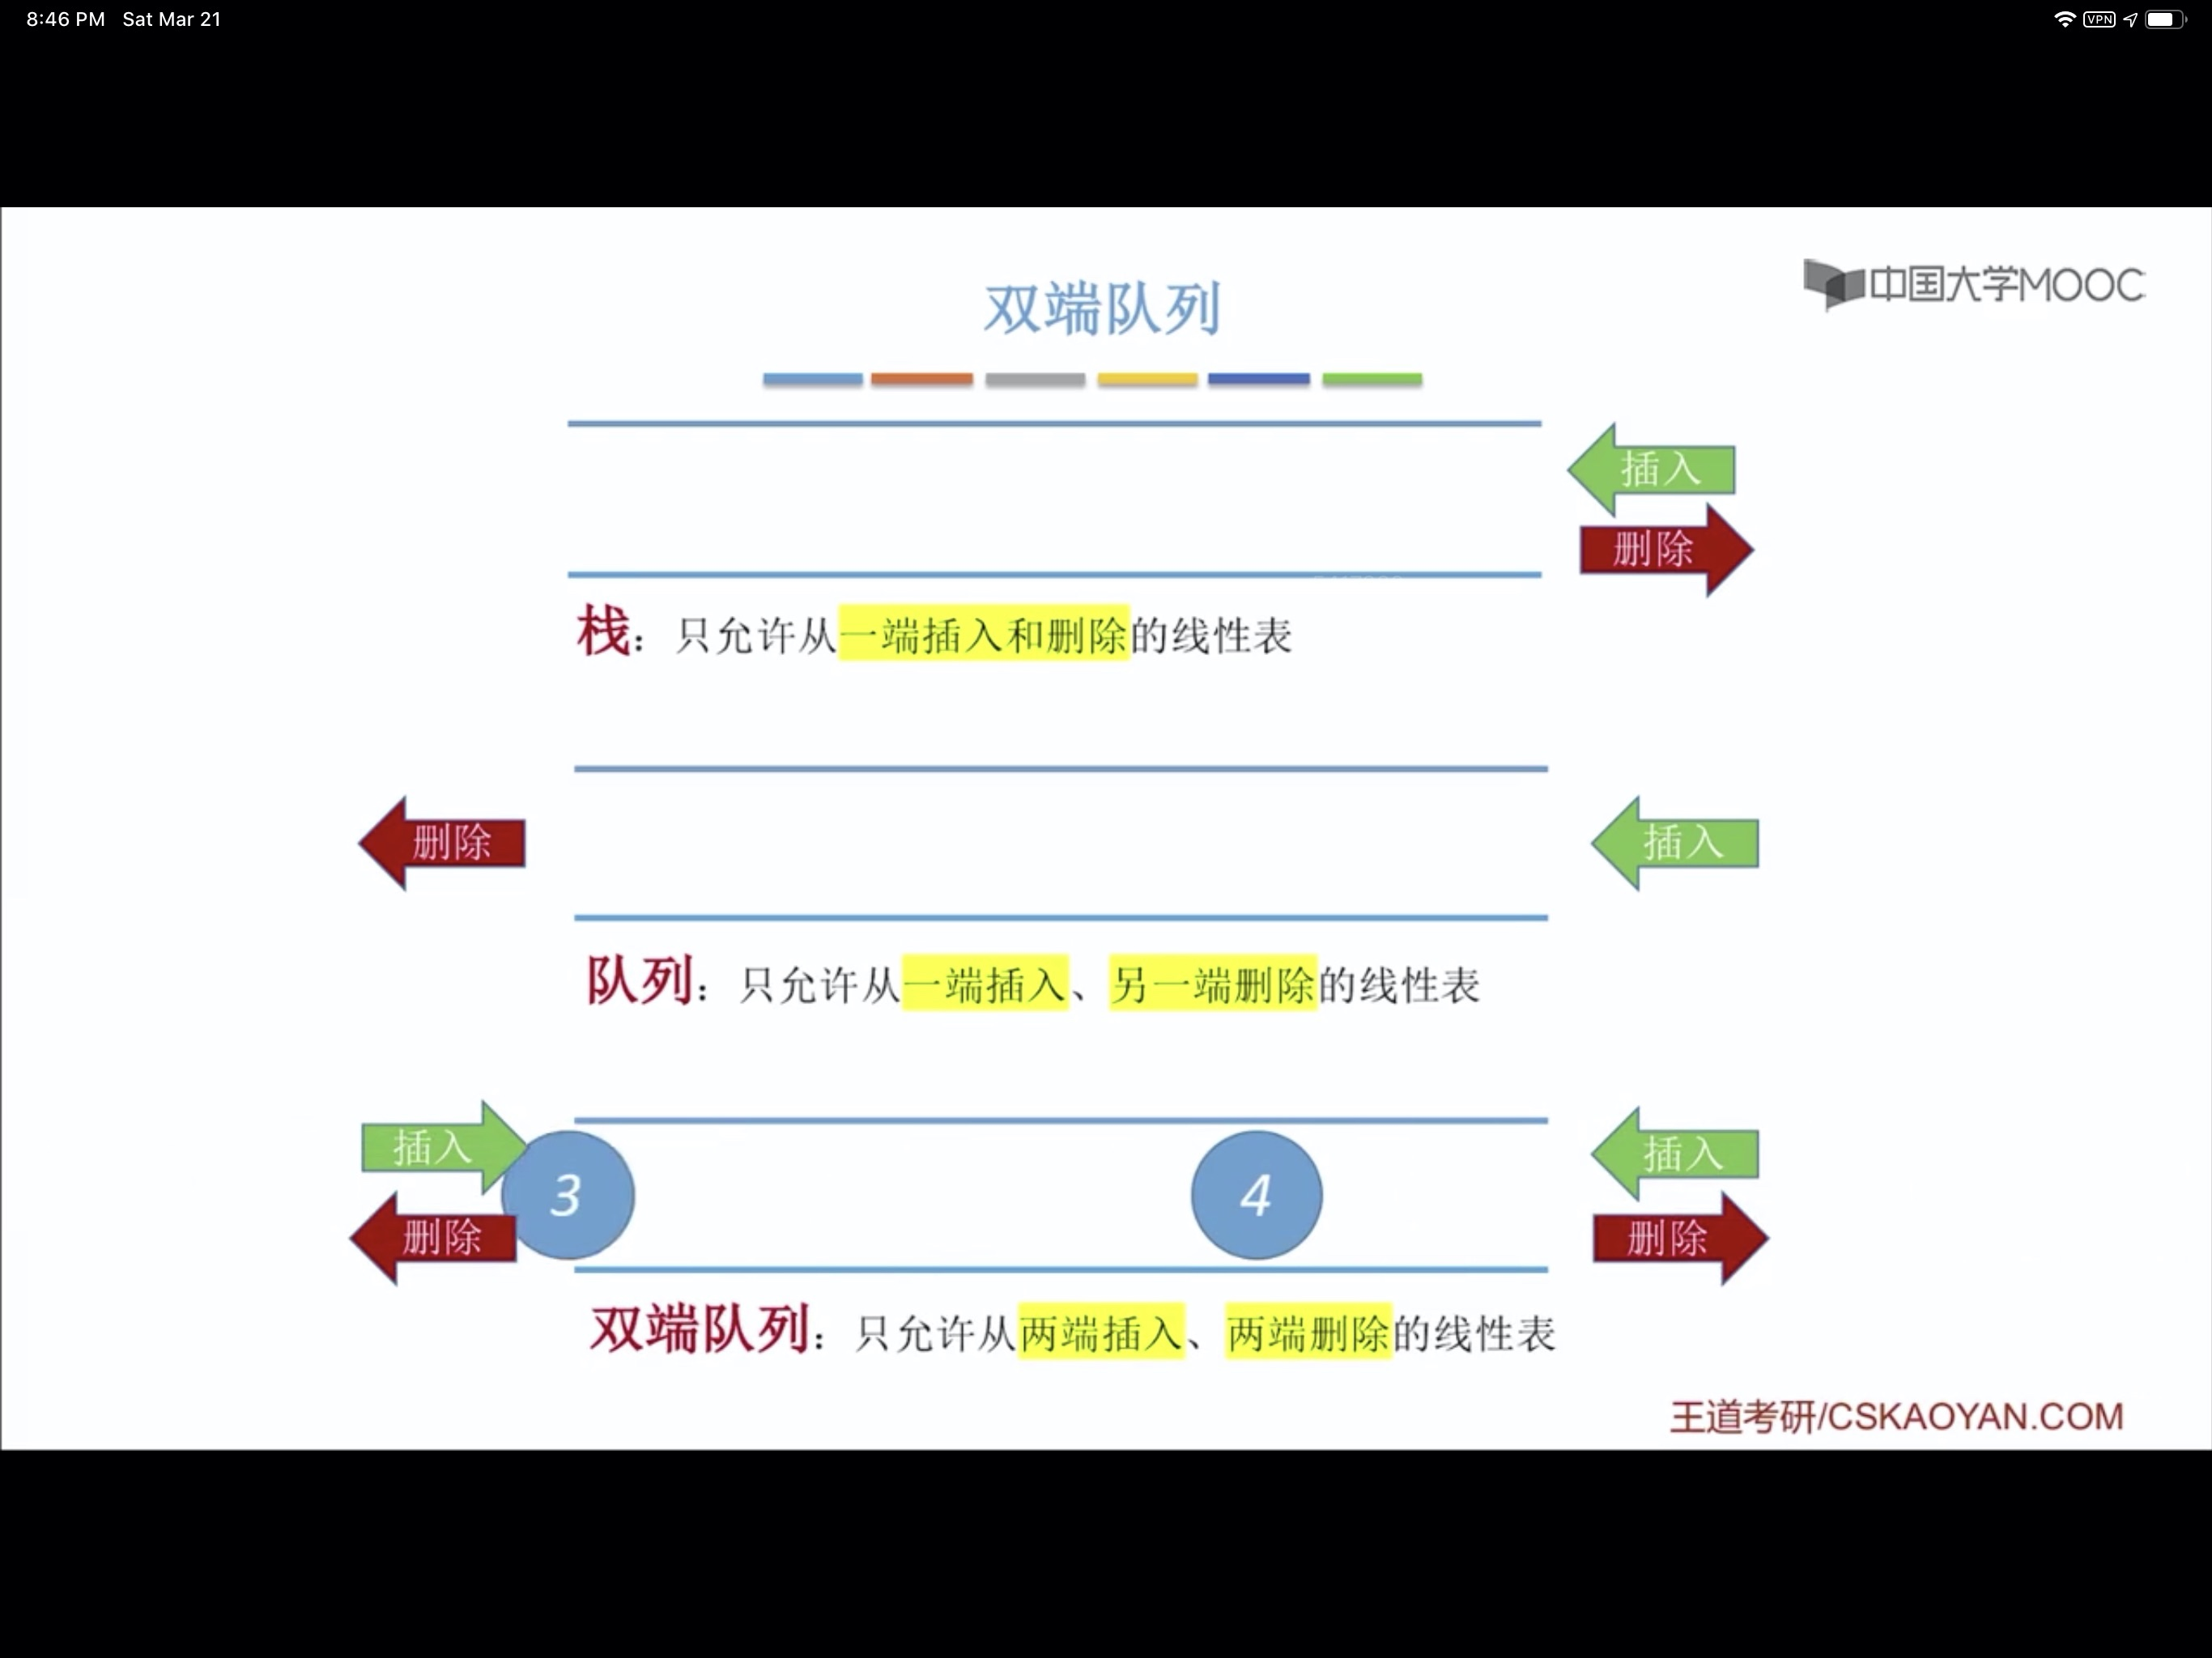 8:46 PM Sat Mar 21
VPN
中国大学MOOC
双端队列
插入
删除
栈：只允许从一端插入和删除的线性表
删除
插入
队列：只允许从一端插入、另一端删除的线性表
插入
插入
3
4
删除
删除
双端队列：只允许从两端插入、两端删除的线性表
王道考研/CSKAOYAN.COM